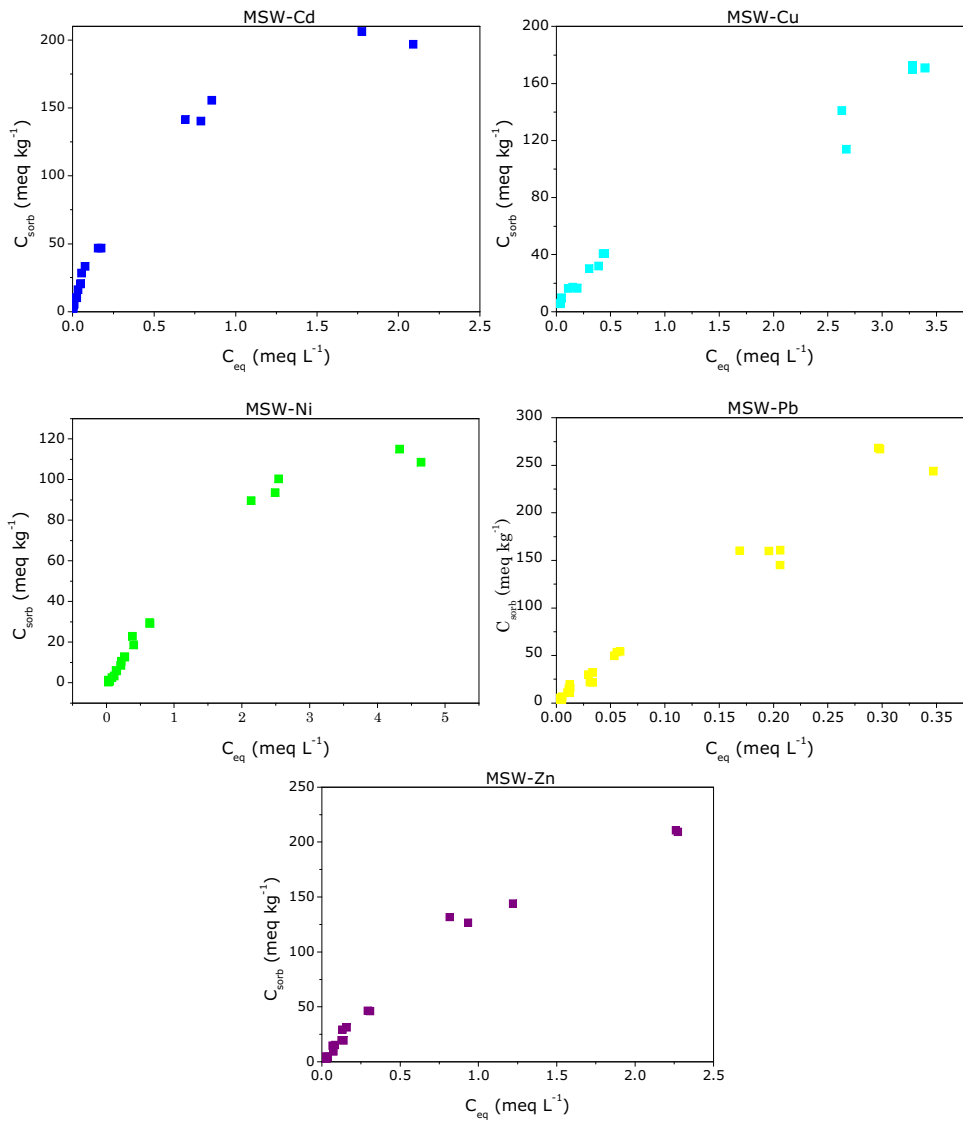 MSW-Cd
200
150
100
50
0
0.0 0.5 1.0 1.5 2.0 2.5
C_sorb (meq kg^-1)
C_eq (meq L^-1)
MSW-Cu
200
160
120
80
40
0
0.0 0.5 1.0 1.5 2.0 2.5 3.0 3.5
C_sorb (meq kg^-1)
C_eq (meq L^-1)
MSW-Ni
120
100
80
60
40
20
0
0 1 2 3 4 5
C_sorb (meq kg^-1)
C_eq (meq L^-1)
MSW-Pb
300
250
200
150
100
50
0
0.00 0.05 0.10 0.15 0.20 0.25 0.30 0.35
C_sorb (meq kg^-1)
C_eq (meq L^-1)
MSW-Zn
250
200
150
100
50
0
0.0 0.5 1.0 1.5 2.0 2.5
C_sorb (meq kg^-1)
C_eq (meq L^-1)